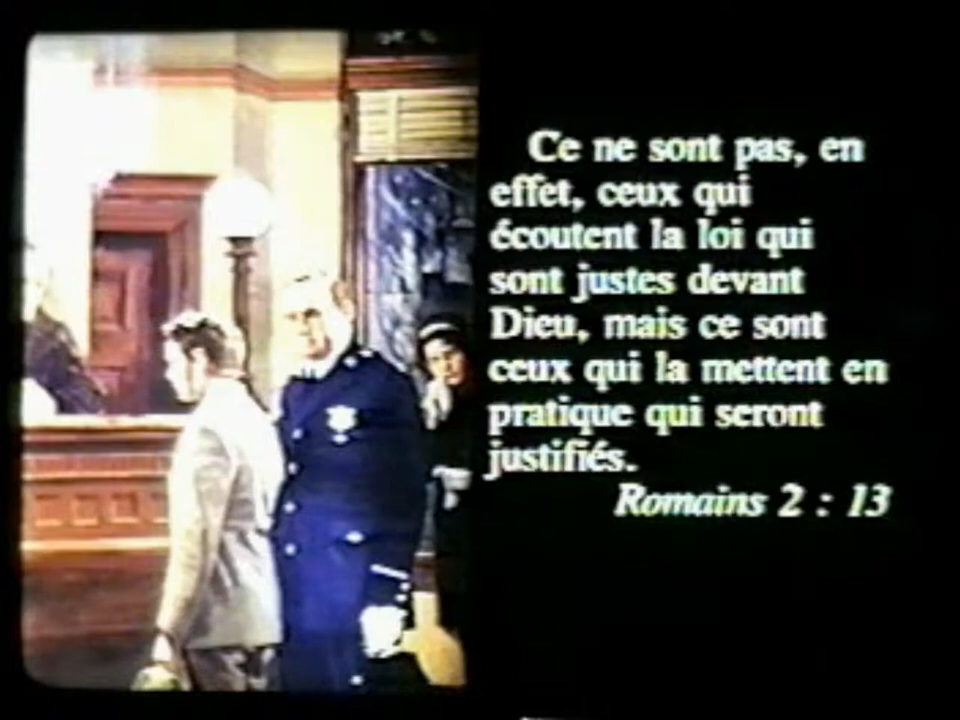 Ce ne sont pas, en
effet, ceux qui
écoutent la loi qui
sont justes devant
Dieu, mais ce sont
ceux qui la mettent en
pratique qui seront
justifiés.
Romains 2 : 13